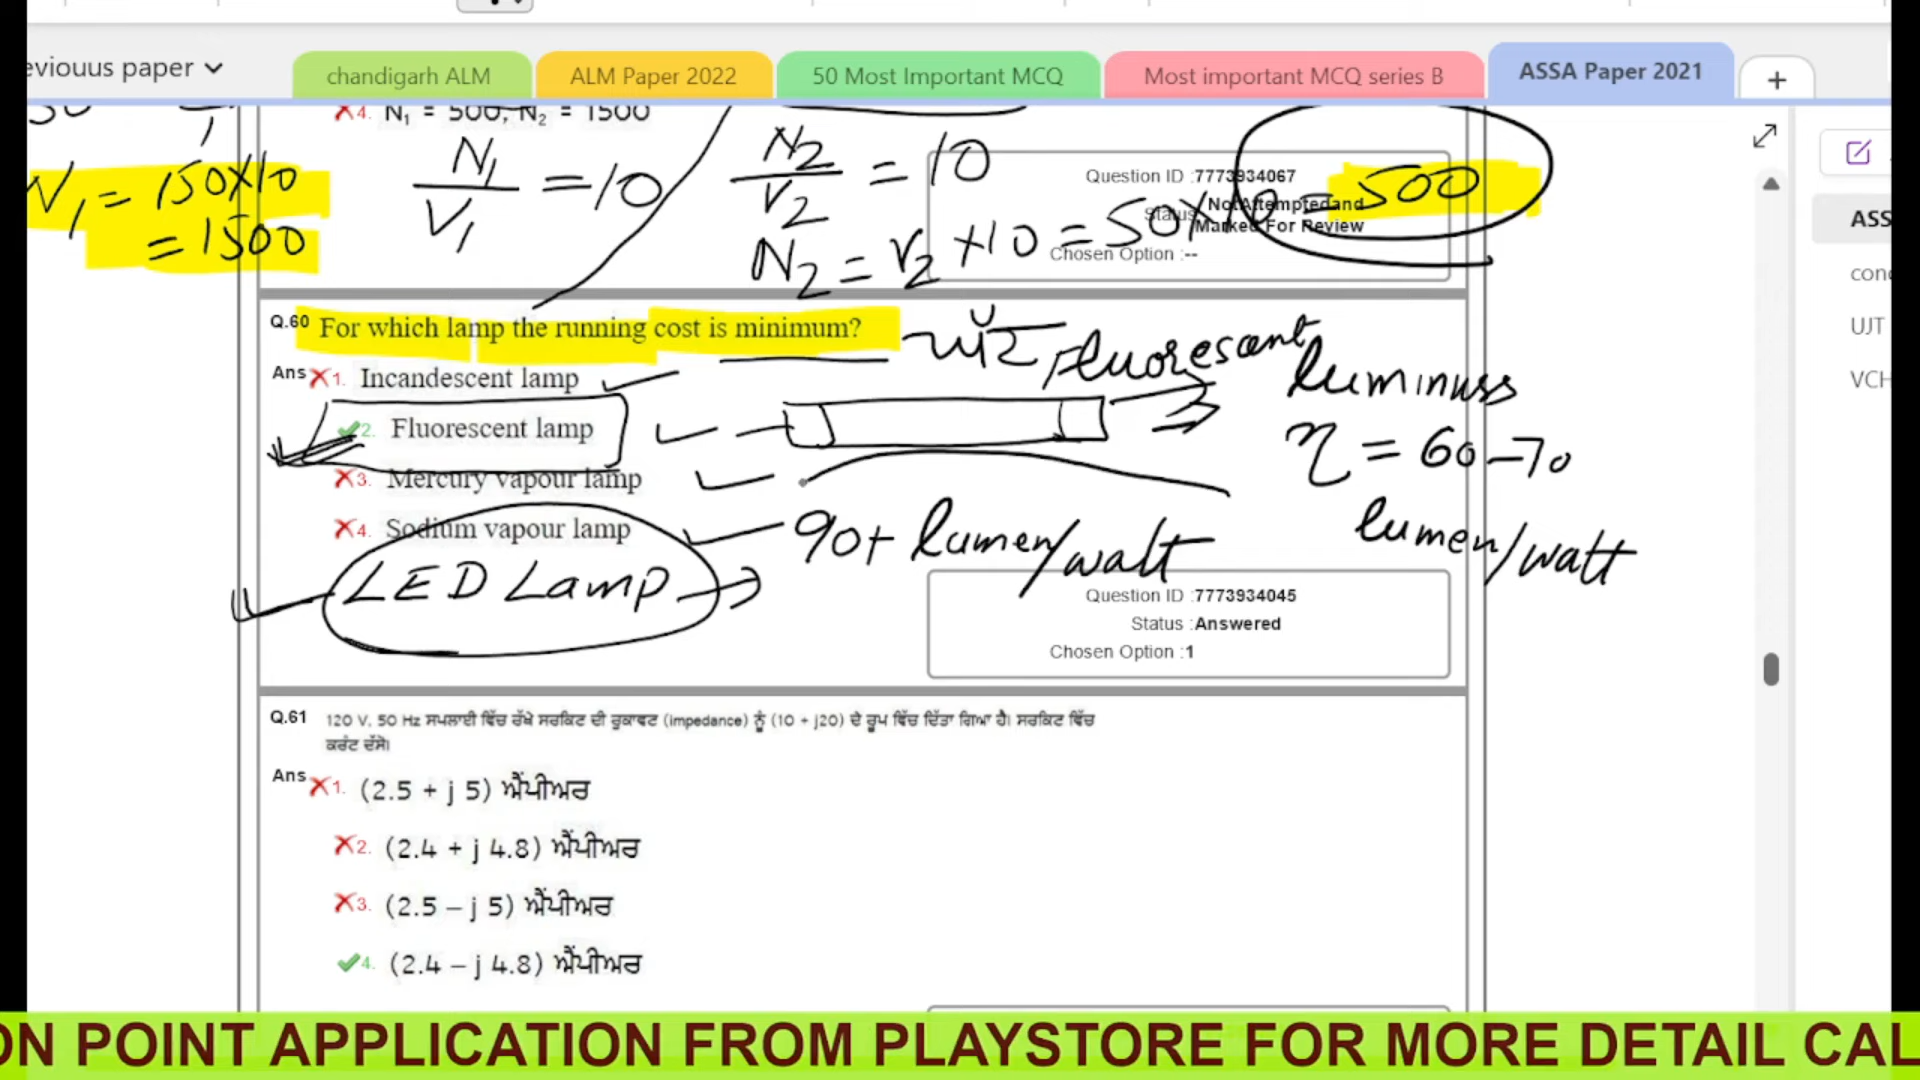 eviouus paper
chandigarh ALM
ALM Paper 2022
50 Most Important MCQ
Most important MCQ series B
ASSA Paper 2021
+
4. N₁ = 500, N₂ = 1500
V₁ = 150×10
= 1500
N₁/V₁ = 10
N₂/V₂ = 10
N₂ = V₂ ×10 = 50×10 = 500
Question ID :7773934067
Status : Not Attempted and
Marked For Review
Chosen Option :--
ASS
con
UJT
VCH
Q.60 For which lamp the running cost is minimum?
ਘੱਟ Fluoresant
Ans 1. Incandescent lamp
2. Fluorescent lamp
3. Mercury vapour lamp
4. Sodium vapour lamp
luminuss
η = 60-70
lumen/watt
90+ lumen/walt
LED Lamp
Question ID :7773934045
Status :Answered
Chosen Option :1
Q.61 120 V, 50 Hz ਸਪਲਾਈ ਵਿੱਚ ਰੱਖੇ ਸਰਕਿਟ ਦੀ ਰੁਕਾਵਟ (impedance) ਨੂੰ (10 + j20) ਦੇ ਰੂਪ ਵਿੱਚ ਦਿੱਤਾ ਗਿਆ ਹੈ। ਸਰਕਿਟ ਵਿੱਚ
ਕਰੰਟ ਦੱਸੋ।
Ans 1. (2.5 + j 5) ਐਂਪੀਅਰ
2. (2.4 + j 4.8) ਐਂਪੀਅਰ
3. (2.5 – j 5) ਐਂਪੀਅਰ
4. (2.4 – j 4.8) ਐਂਪੀਅਰ
ON POINT APPLICATION FROM PLAYSTORE FOR MORE DETAIL CAL